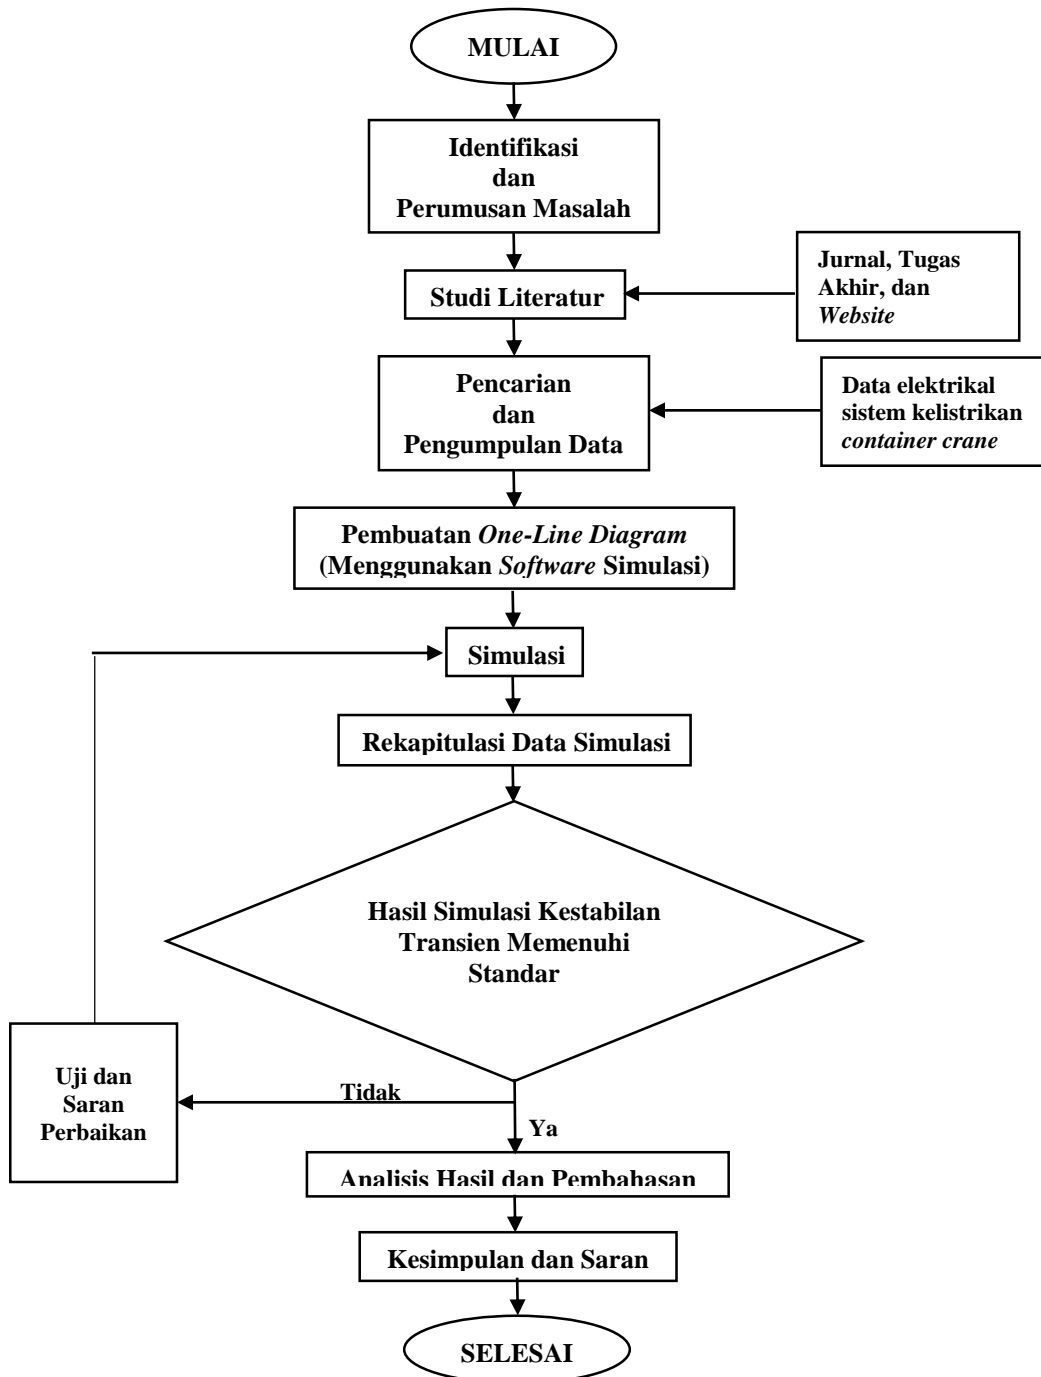 MULAI
Identifikasi
dan
Perumusan Masalah
Jurnal, Tugas
Akhir, dan
Website
Studi Literatur
Pencarian
dan
Pengumpulan Data
Data elektrikal
sistem kelistrikan
container crane
Pembuatan One-Line Diagram
(Menggunakan Software Simulasi)
Simulasi
Rekapitulasi Data Simulasi
Hasil Simulasi Kestabilan
Transien Memenuhi
Standar
Uji dan
Saran
Perbaikan
Tidak
Ya
Analisis Hasil dan Pembahasan
Kesimpulan dan Saran
SELESAI